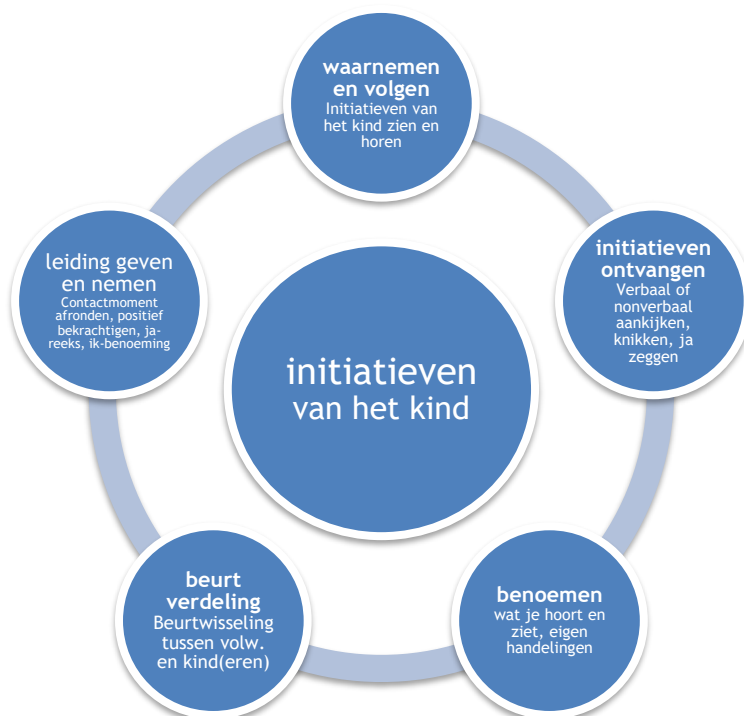 waarnemen
en volgen
Initiatieven van
het kind zien en
horen
initiatieven
ontvangen
Verbaal of
nonverbaal
aankijken,
knikken, ja
zeggen
benoemen
wat je hoort en
ziet, eigen
handelingen
beurt
verdeling
Beurtwisseling
tussen volw.
en kind(eren)
leiding geven
en nemen
Contactmoment
afronden, positief
bekrachtigen, ja-
reeks, ik-benoeming
initiatieven
van het kind